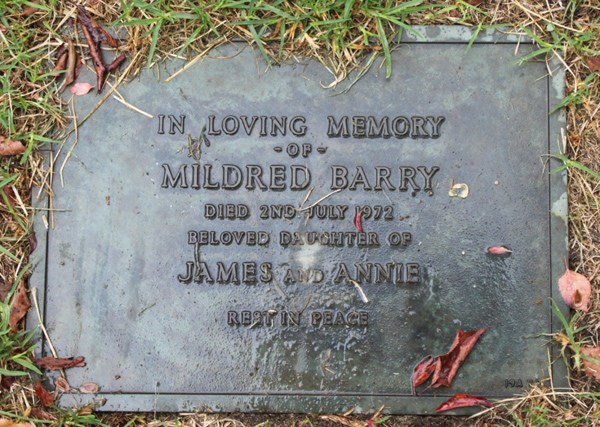 IN LOVING MEMORY
- OF -
MILDRED BARRY
DIED 2ND JULY 1972
BELOVED DAUGHTER OF
JAMES AND ANNIE
REST IN PEACE